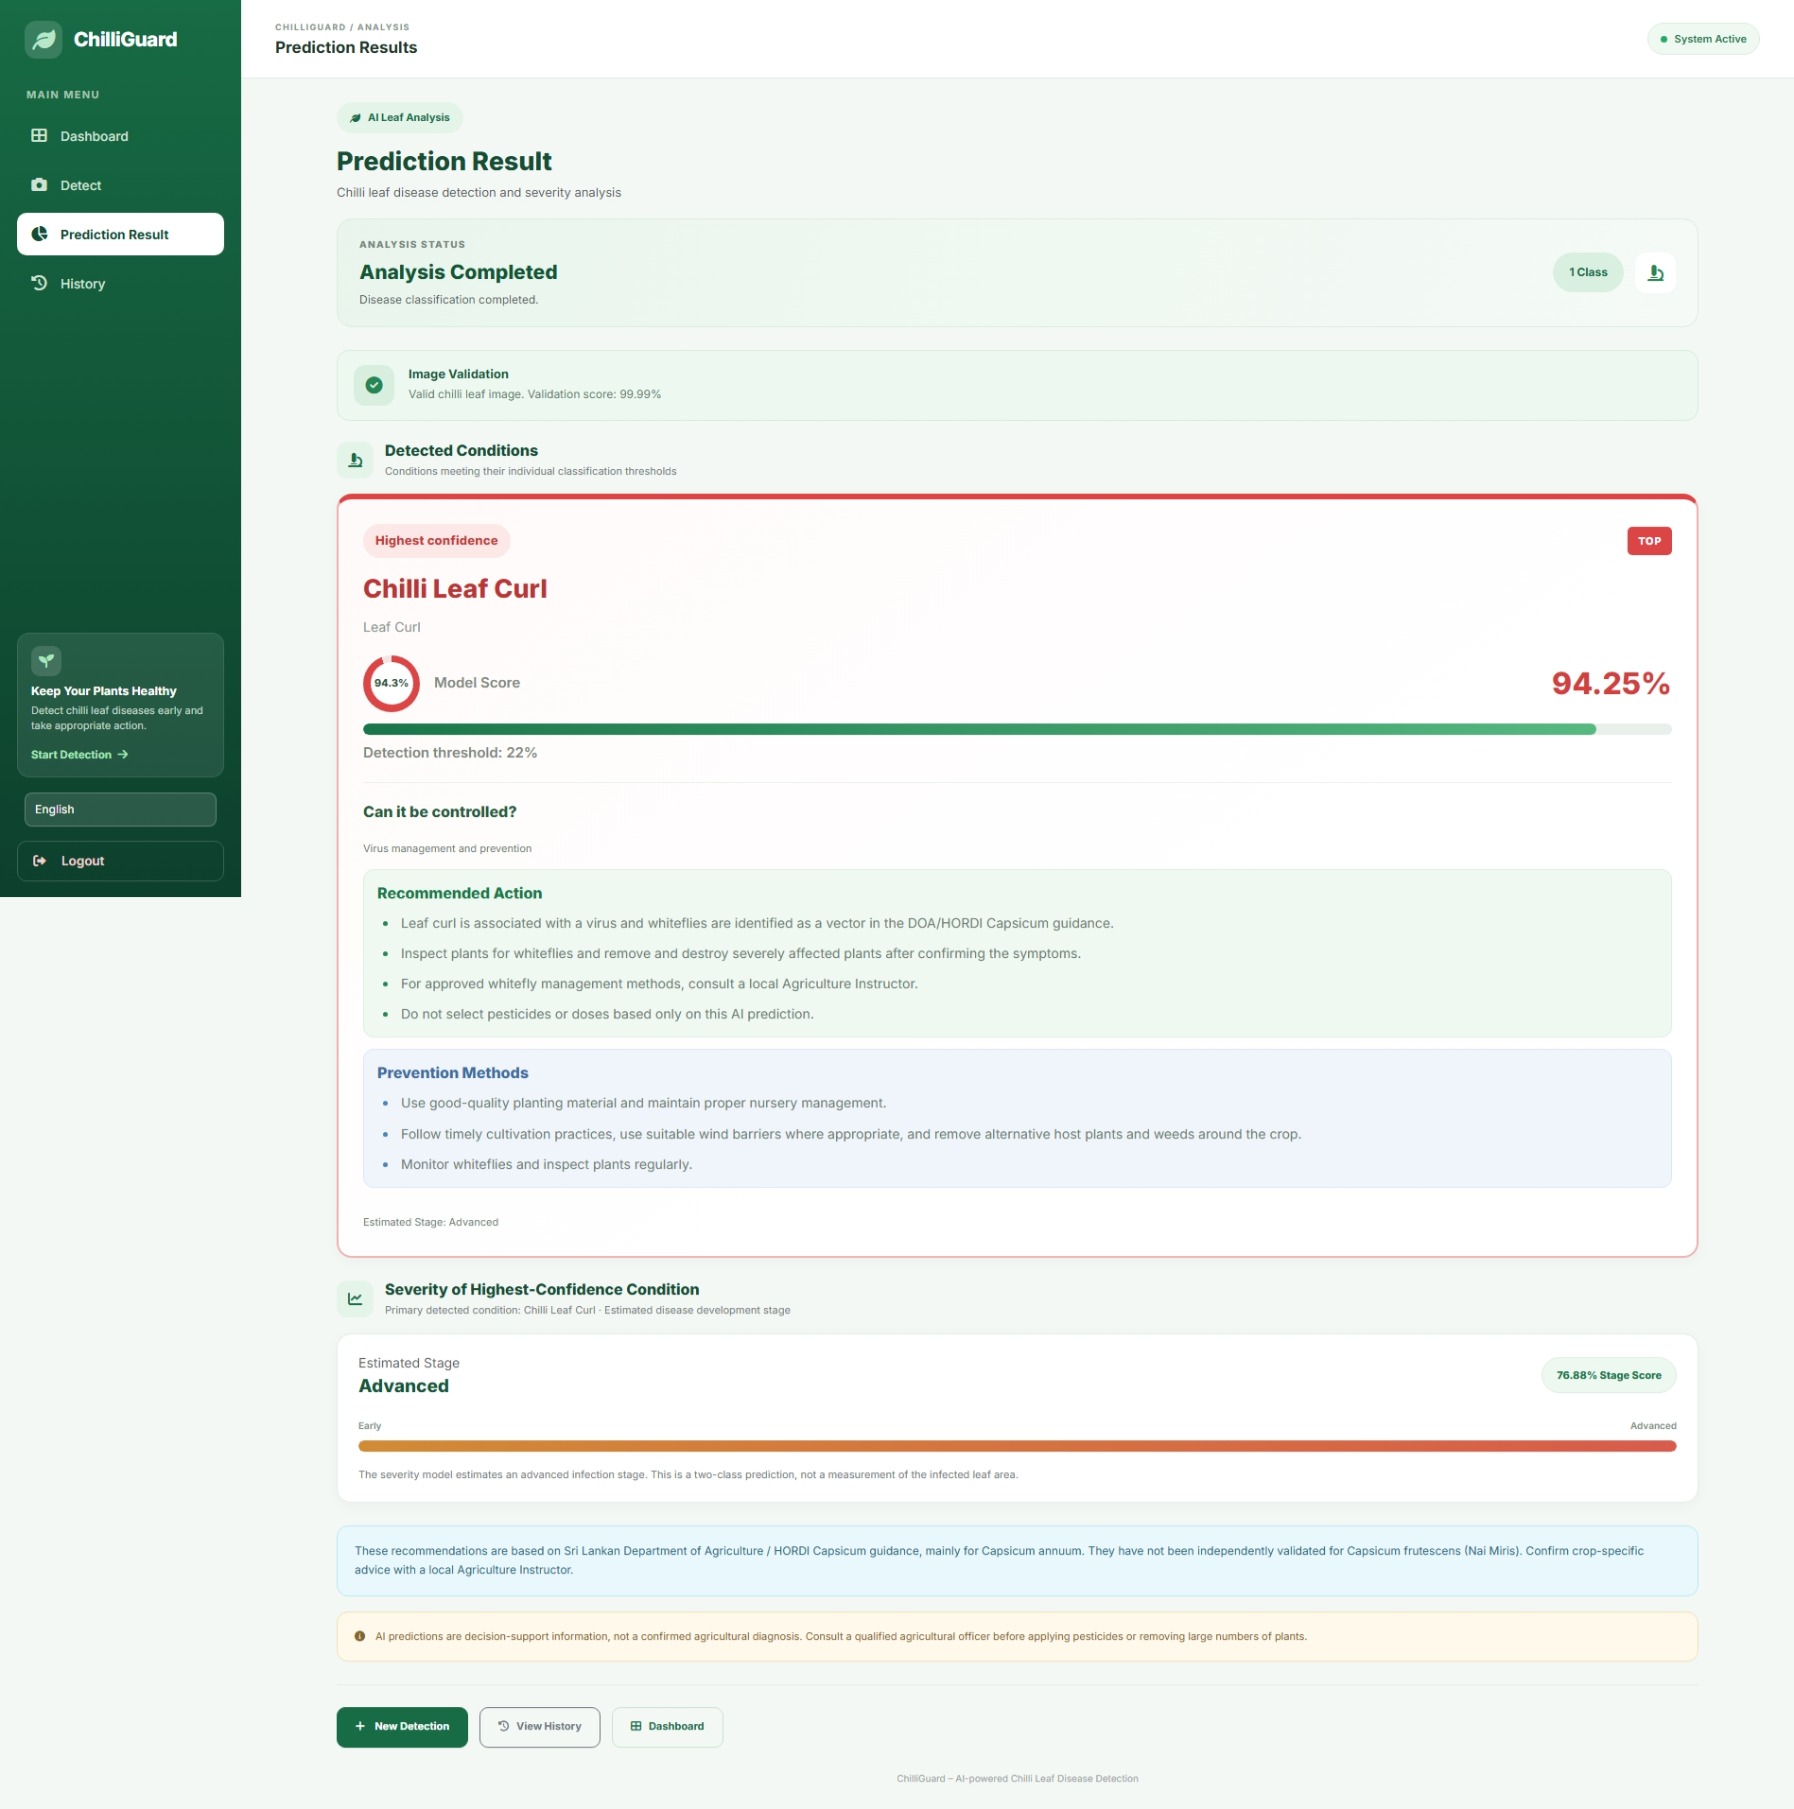 ChilliGuard
MAIN MENU
Dashboard
Detect
Prediction Result
History
Keep Your Plants Healthy
Detect chilli leaf diseases early and
take appropriate action.
Start Detection →
English
Logout
CHILLIGUARD / ANALYSIS
Prediction Results
System Active
AI Leaf Analysis
Prediction Result
Chilli leaf disease detection and severity analysis
ANALYSIS STATUS
Analysis Completed
Disease classification completed.
1 Class
Image Validation
Valid chilli leaf image. Validation score: 99.99%
Detected Conditions
Conditions meeting their individual classification thresholds
Highest confidence
TOP
Chilli Leaf Curl
Leaf Curl
94.3%
Model Score
94.25%
Detection threshold: 22%
Can it be controlled?
Virus management and prevention
Recommended Action
• Leaf curl is associated with a virus and whiteflies are identified as a vector in the DOA/HORDI Capsicum guidance.
• Inspect plants for whiteflies and remove and destroy severely affected plants after confirming the symptoms.
• For approved whitefly management methods, consult a local Agriculture Instructor.
• Do not select pesticides or doses based only on this AI prediction.
Prevention Methods
• Use good-quality planting material and maintain proper nursery management.
• Follow timely cultivation practices, use suitable wind barriers where appropriate, and remove alternative host plants and weeds around the crop.
• Monitor whiteflies and inspect plants regularly.
Estimated Stage: Advanced
Severity of Highest-Confidence Condition
Primary detected condition: Chilli Leaf Curl · Estimated disease development stage
Estimated Stage
Advanced
76.88% Stage Score
Early
Advanced
The severity model estimates an advanced infection stage. This is a two-class prediction, not a measurement of the infected leaf area.
These recommendations are based on Sri Lankan Department of Agriculture / HORDI Capsicum guidance, mainly for Capsicum annuum. They have not been independently validated for Capsicum frutescens (Nai Miris). Confirm crop-specific
advice with a local Agriculture Instructor.
AI predictions are decision-support information, not a confirmed agricultural diagnosis. Consult a qualified agricultural officer before applying pesticides or removing large numbers of plants.
+ New Detection
View History
Dashboard
ChilliGuard – AI-powered Chilli Leaf Disease Detection